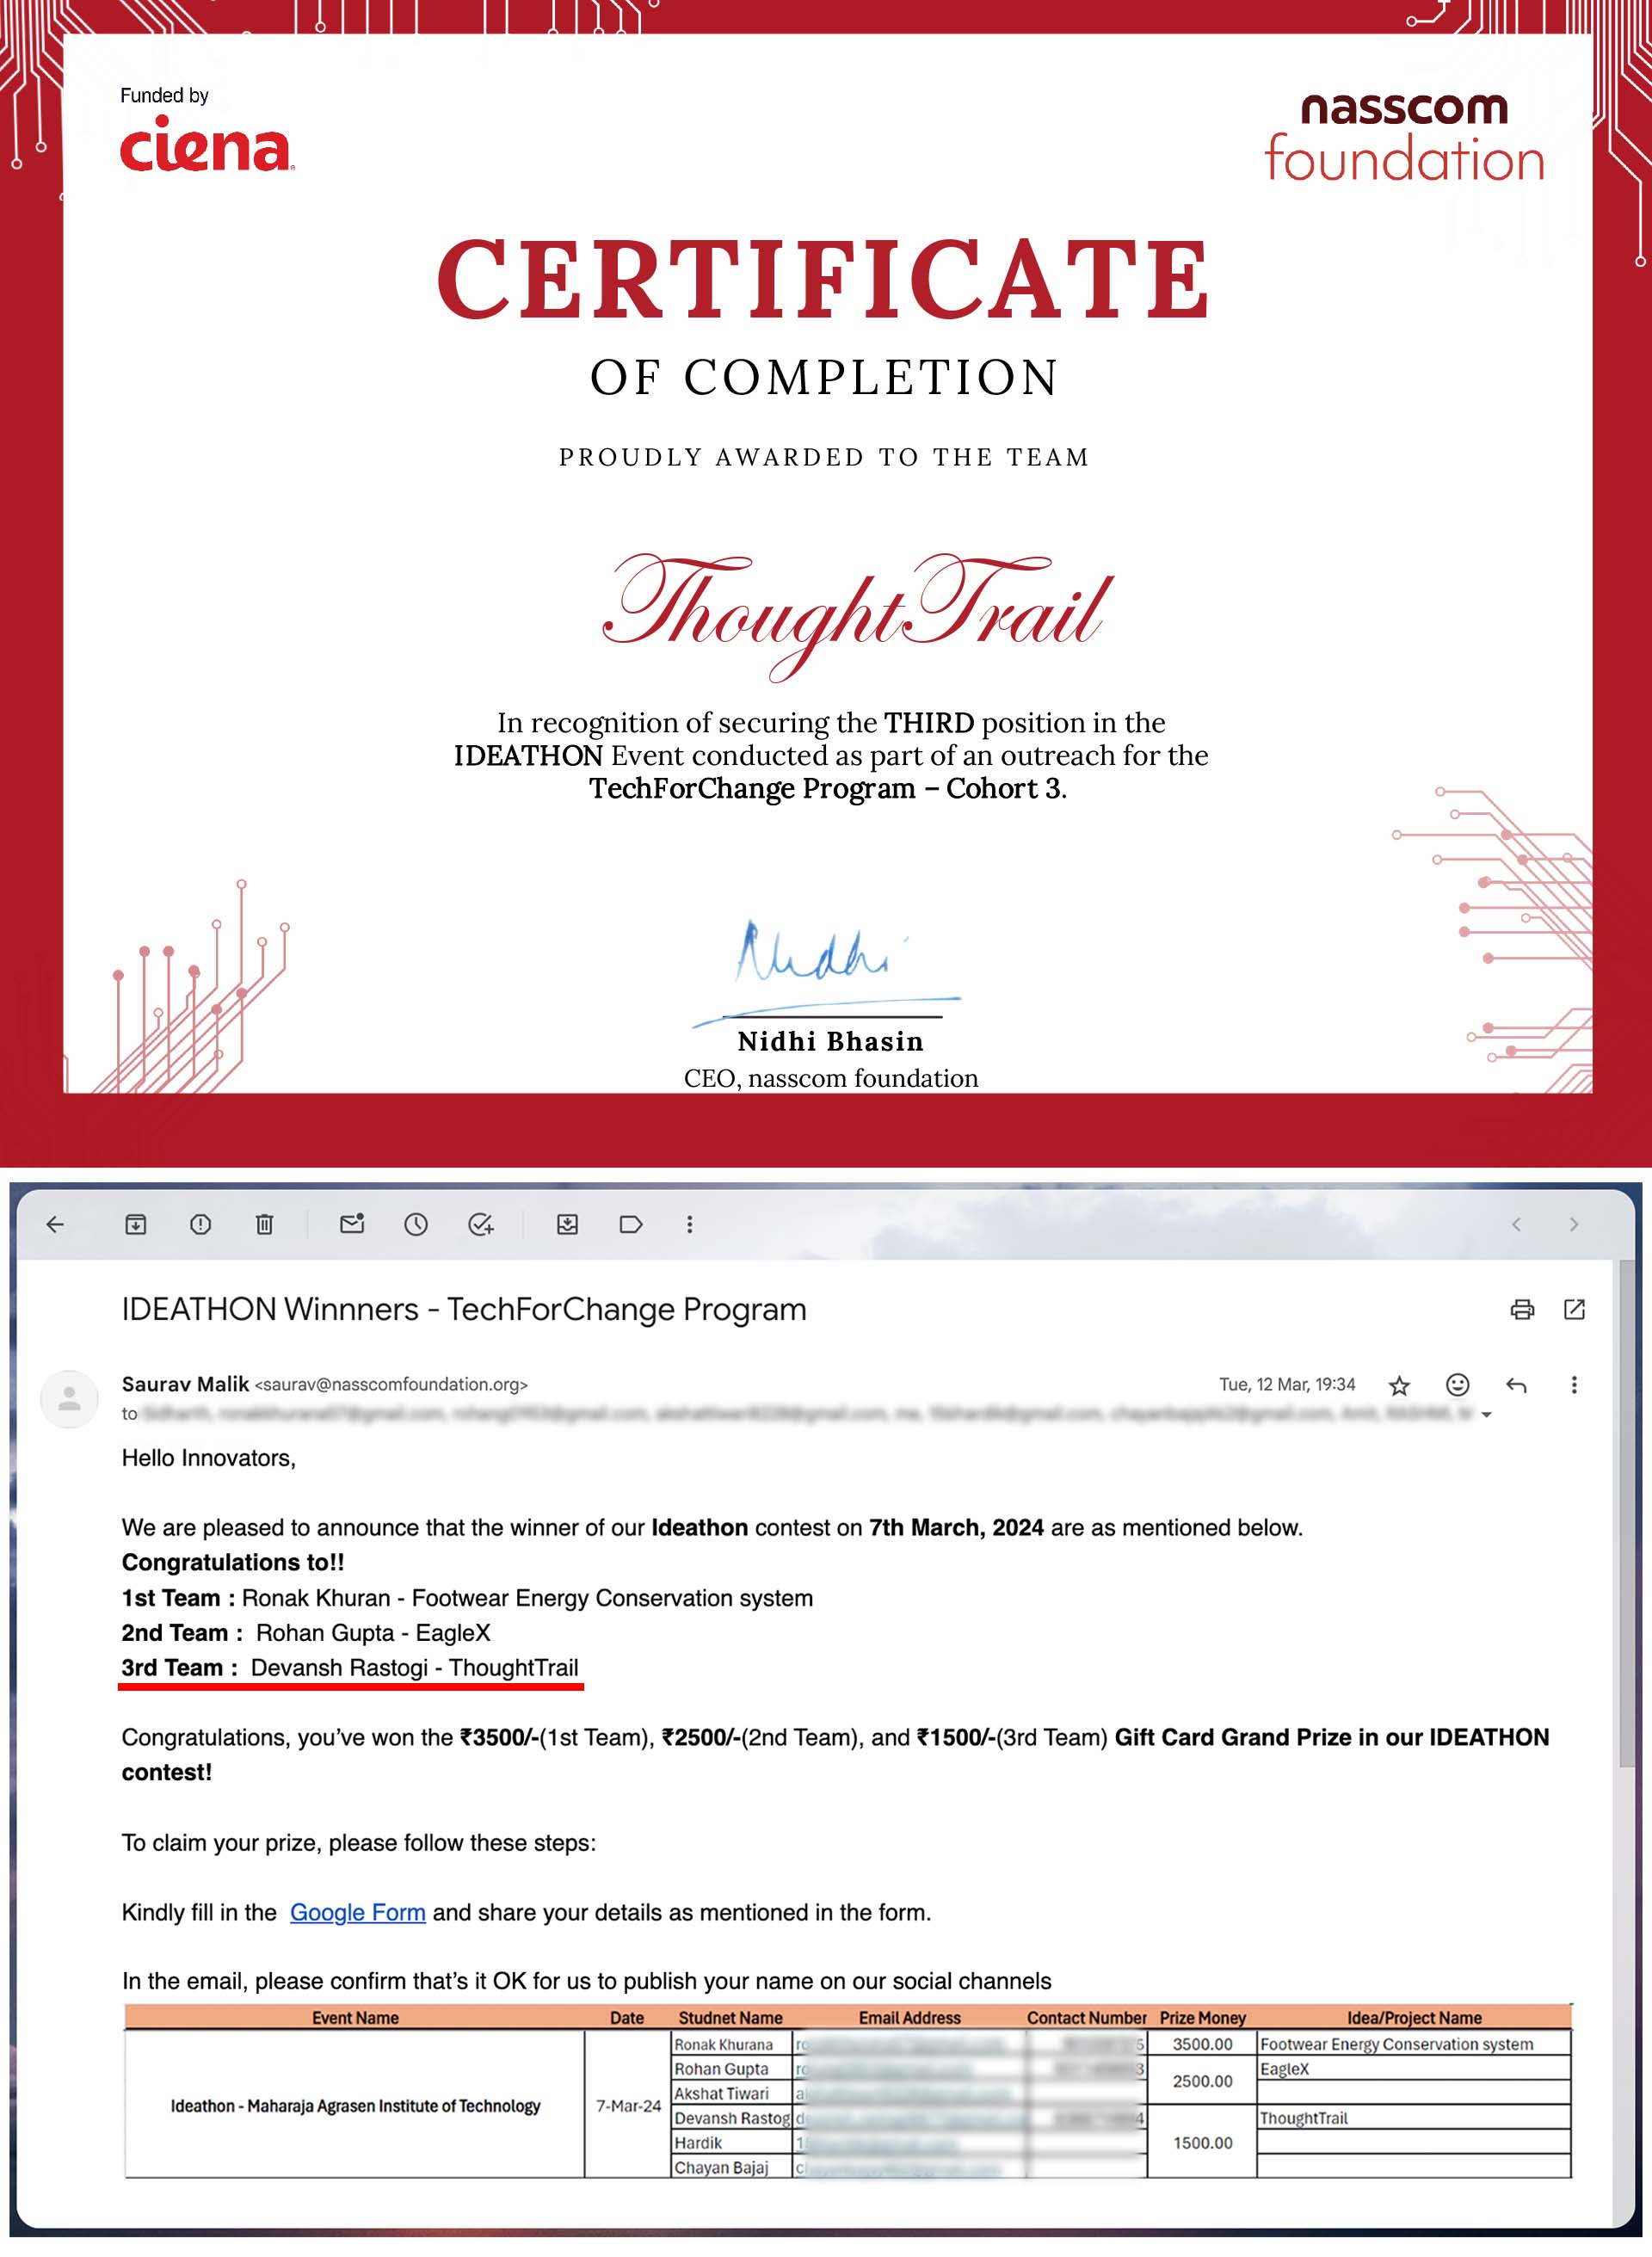 Funded by
ciena
nasscom
foundation
CERTIFICATE
OF COMPLETION
PROUDLY AWARDED TO THE TEAM
ThoughtTrail
In recognition of securing the THIRD position in the
IDEATHON Event conducted as part of an outreach for the
TechForChange Program – Cohort 3.
Nidhi
Nidhi Bhasin
CEO, nasscom foundation
IDEATHON Winnners - TechForChange Program
Saurav Malik <saurav@nasscomfoundation.org> Tue, 12 Mar, 19:34
to
Hello Innovators,
We are pleased to announce that the winner of our Ideathon contest on 7th March, 2024 are as mentioned below.
Congratulations to!!
1st Team : Ronak Khuran - Footwear Energy Conservation system
2nd Team : Rohan Gupta - EagleX
3rd Team : Devansh Rastogi - ThoughtTrail
Congratulations, you’ve won the ₹3500/-(1st Team), ₹2500/-(2nd Team), and ₹1500/-(3rd Team) Gift Card Grand Prize in our IDEATHON
contest!
To claim your prize, please follow these steps:
Kindly fill in the Google Form and share your details as mentioned in the form.
In the email, please confirm that’s it OK for us to publish your name on our social channels
Event Name Date Studnet Name Email Address Contact Number Prize Money Idea/Project Name
Ideathon - Maharaja Agrasen Institute of Technology 7-Mar-24
Ronak Khurana 3500.00 Footwear Energy Conservation system
Rohan Gupta 2500.00 EagleX
Akshat Tiwari
Devansh Rastog 1500.00 ThoughtTrail
Hardik
Chayan Bajaj